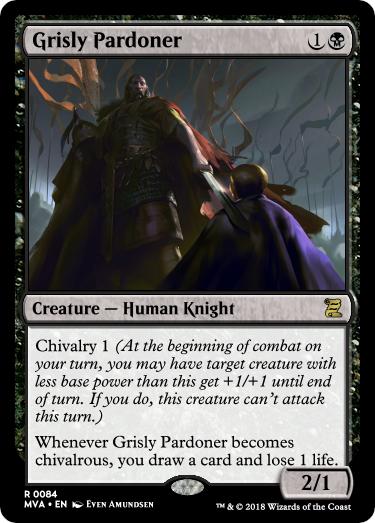 Grisly Pardoner 1
Creature — Human Knight
Chivalry 1 (At the beginning of combat on
your turn, you may have target creature with
less base power than this get +1/+1 until end
of turn. If you do, this creature can't attack
this turn.)
Whenever Grisly Pardoner becomes
chivalrous, you draw a card and lose 1 life.
2/1
R 0084
MVA • EN Even Amundsen
™ & © 2018 Wizards of the Coast